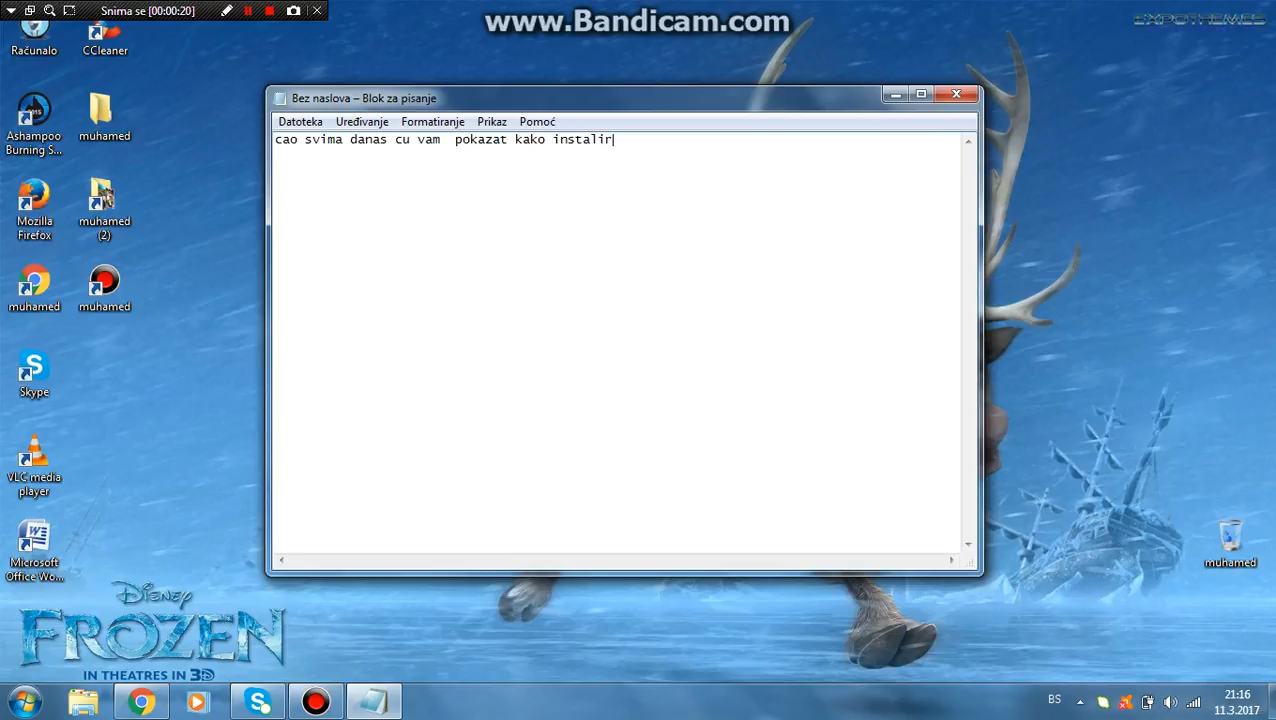 Snima se [00:00:20]
www.Bandicam.com
EXPOTHEMES
Računalo
CCleaner
Bez naslova – Blok za pisanje
Datoteka Uređivanje Formatiranje Prikaz Pomoć
cao svima danas cu vam  pokazat kako instalir
Ashampoo
Burning S...
muhamed
Mozilla
Firefox
muhamed
(2)
muhamed
muhamed
Skype
VLC media
player
Microsoft
Office Wo...
muhamed
DISNEY
FROZEN
IN THEATRES IN 3D
BS
21:16
11.3.2017